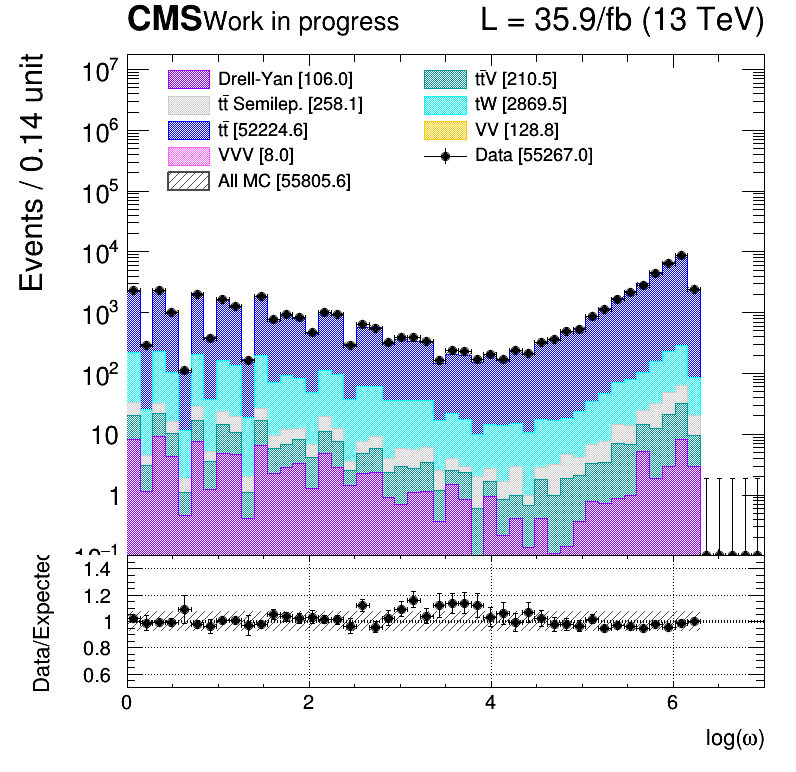 CMS Work in progress L = 35.9/fb (13 TeV)
Events / 0.14 unit
Drell-Yan [106.0]
tt̄ Semilep. [258.1]
tt̄ [52224.6]
VVV [8.0]
All MC [55805.6]
tt̄V [210.5]
tW [2869.5]
VV [128.8]
Data [55267.0]
10⁷
10⁶
10⁵
10⁴
10³
10²
10
1
10⁻¹
Data/Expected
1.4
1.2
1
0.8
0.6
0 2 4 6
log(ω)